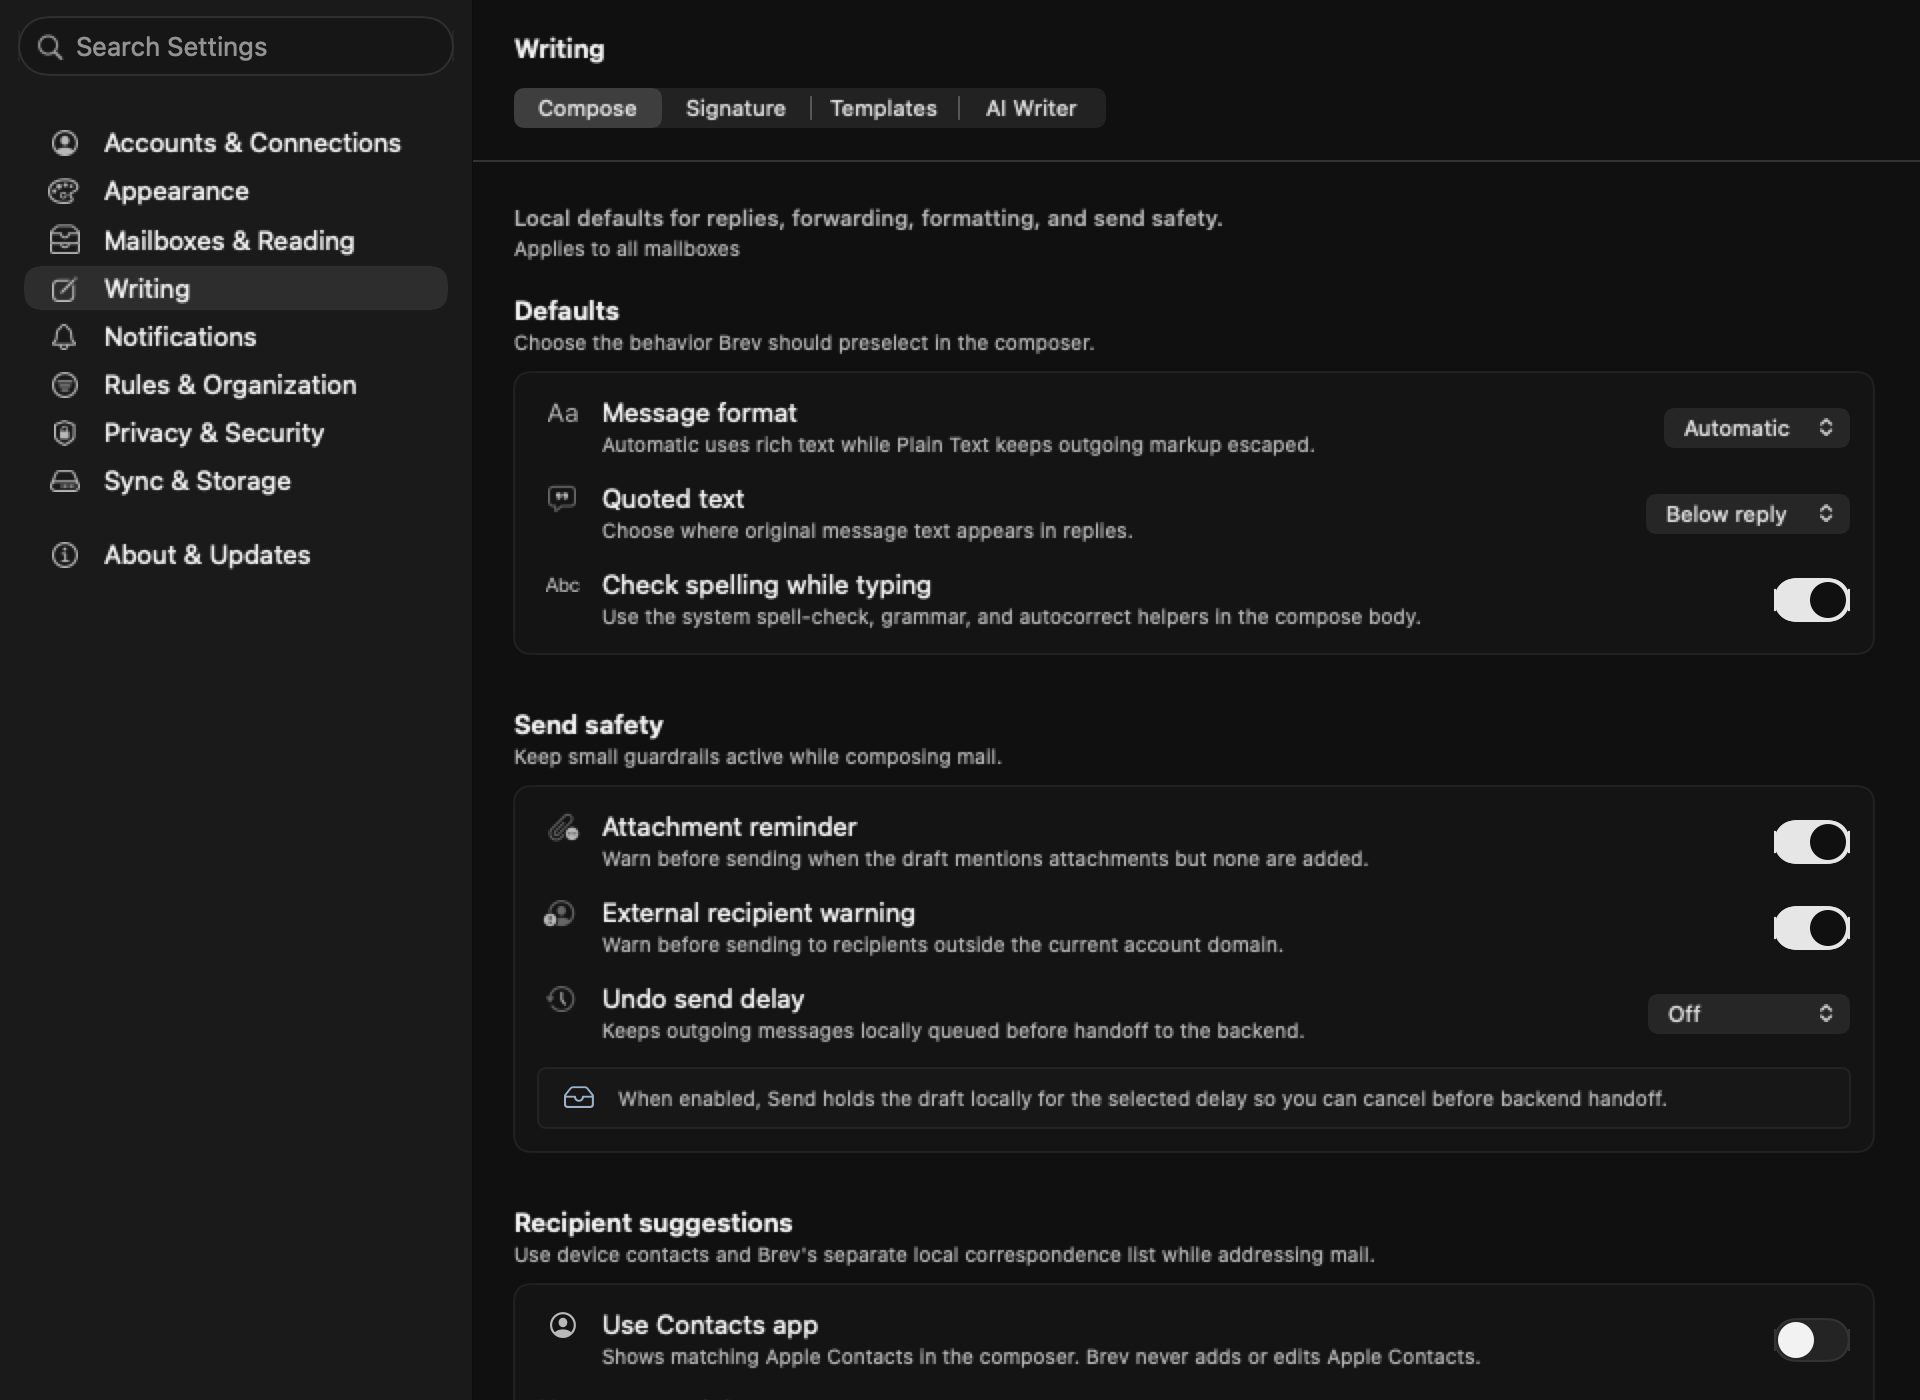 Search Settings
Accounts & Connections
Appearance
Mailboxes & Reading
Writing
Notifications
Rules & Organization
Privacy & Security
Sync & Storage
About & Updates
Writing
Compose
Signature
Templates
AI Writer
Local defaults for replies, forwarding, formatting, and send safety.
Applies to all mailboxes
Defaults
Choose the behavior Brev should preselect in the composer.
Aa
Message format
Automatic uses rich text while Plain Text keeps outgoing markup escaped.
Automatic
Quoted text
Choose where original message text appears in replies.
Below reply
Abc
Check spelling while typing
Use the system spell-check, grammar, and autocorrect helpers in the compose body.
Send safety
Keep small guardrails active while composing mail.
Attachment reminder
Warn before sending when the draft mentions attachments but none are added.
External recipient warning
Warn before sending to recipients outside the current account domain.
Undo send delay
Keeps outgoing messages locally queued before handoff to the backend.
Off
When enabled, Send holds the draft locally for the selected delay so you can cancel before backend handoff.
Recipient suggestions
Use device contacts and Brev's separate local correspondence list while addressing mail.
Use Contacts app
Shows matching Apple Contacts in the composer. Brev never adds or edits Apple Contacts.